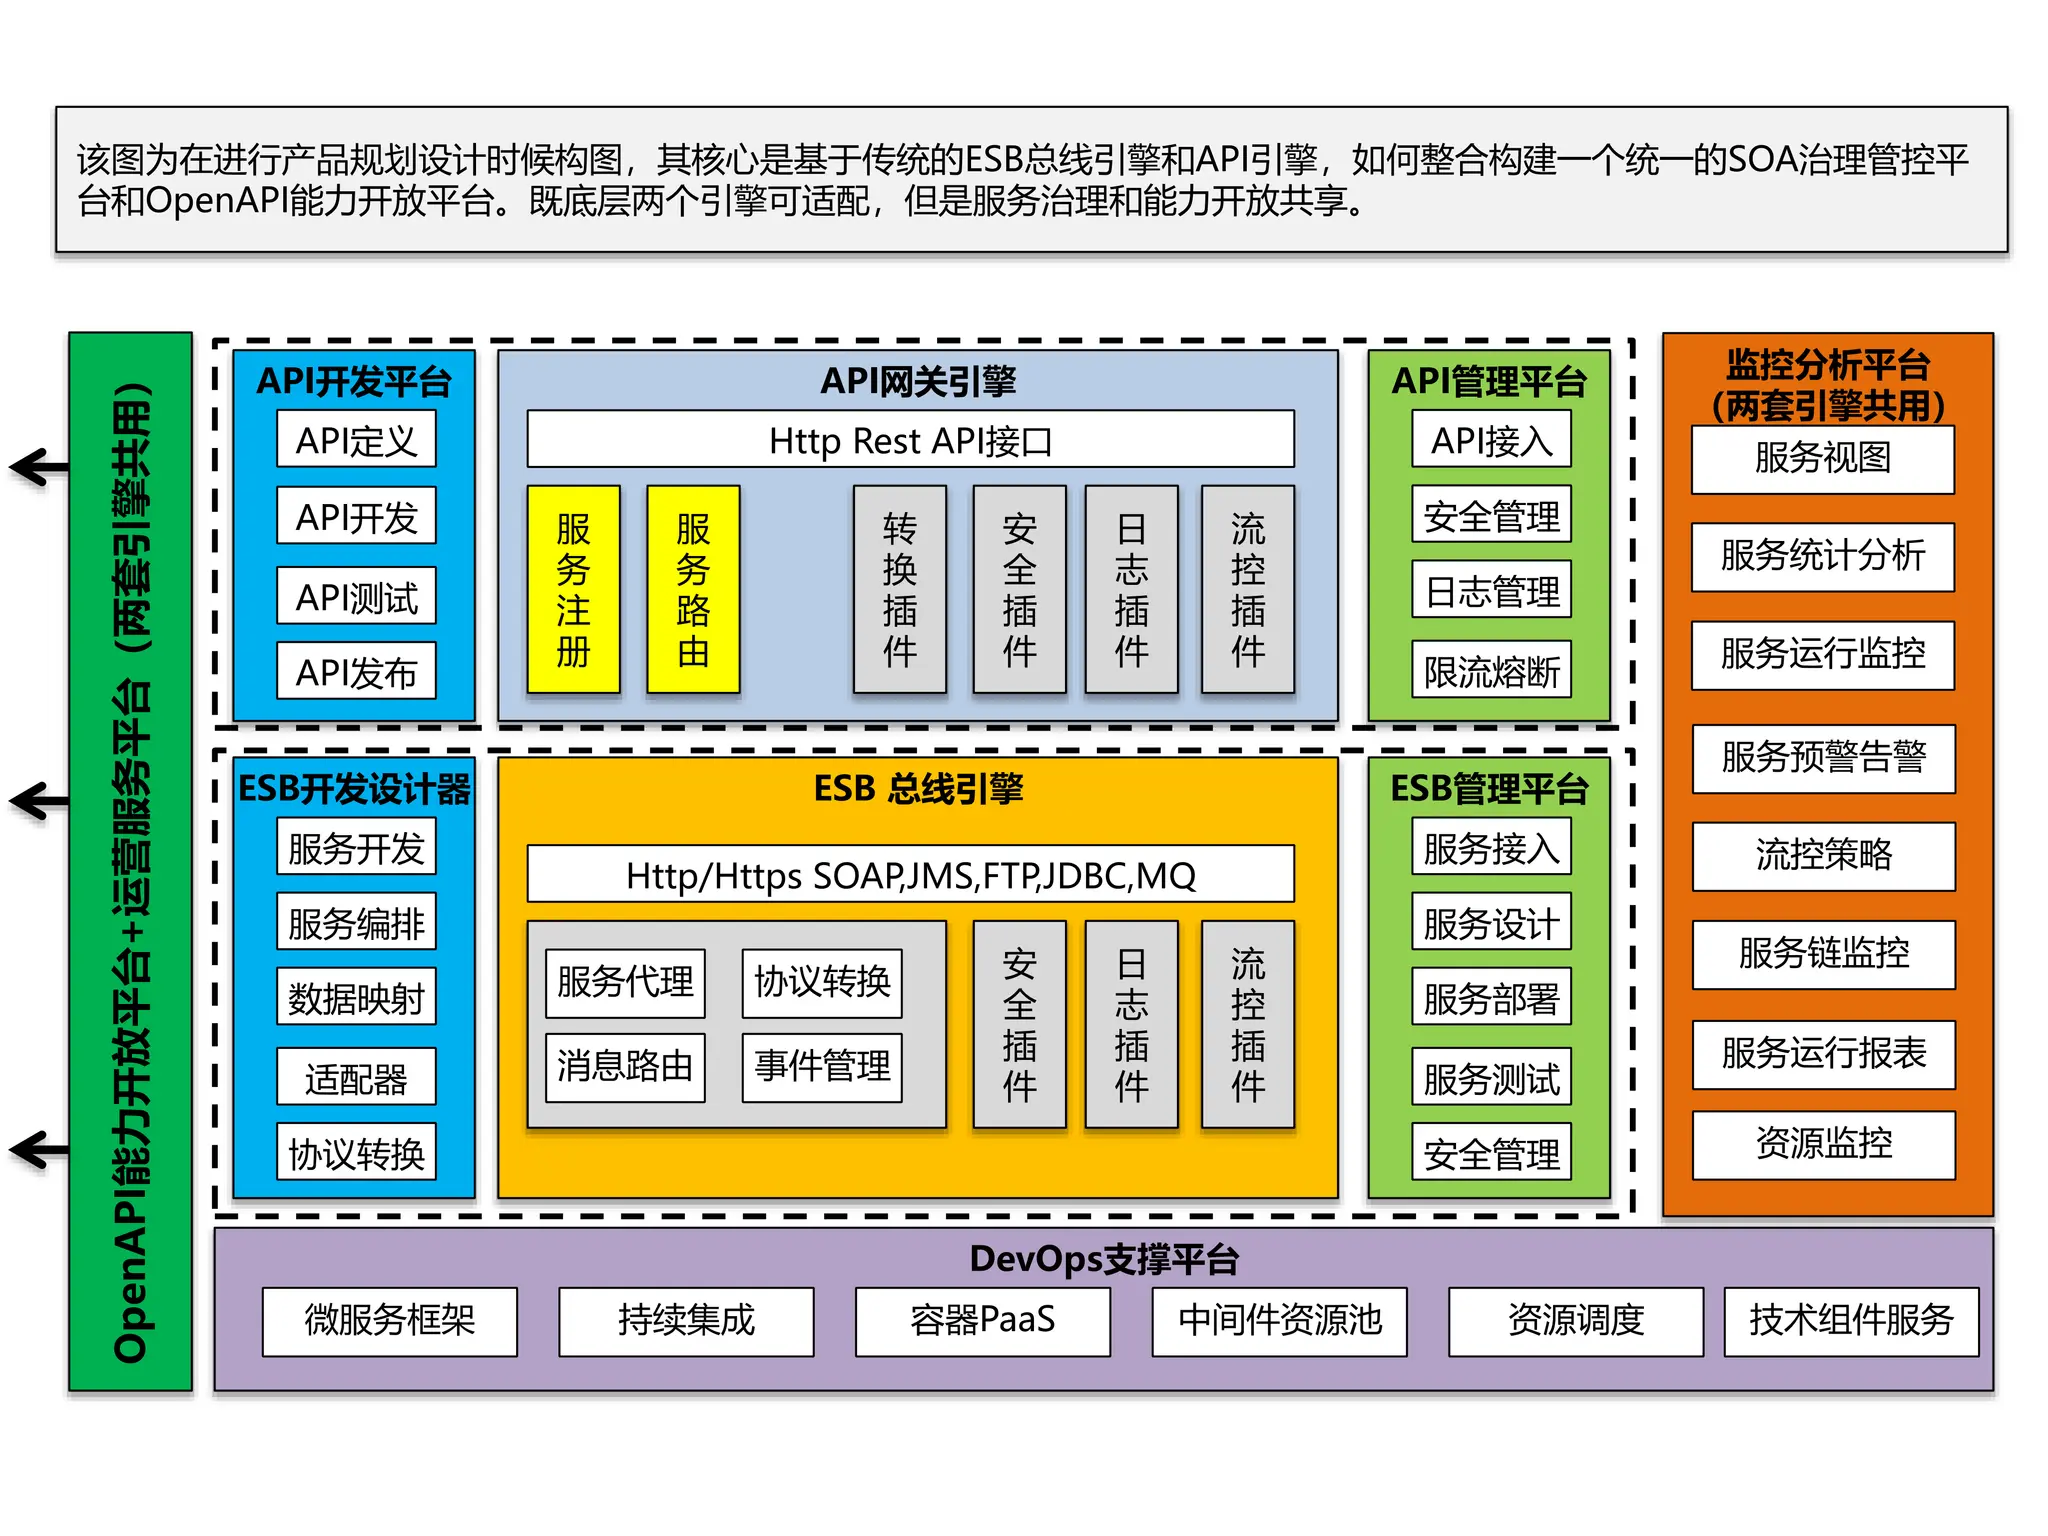 该图为在进行产品规划设计时候构图，其核心是基于传统的ESB总线引擎和API引擎，如何整合构建一个统一的SOA治理管控平
台和OpenAPI能力开放平台。既底层两个引擎可适配，但是服务治理和能力开放共享。
OpenAPI能力开放平台+运营服务平台（两套引擎共用）
API开发平台
API定义
API开发
API测试
API发布
API网关引擎
Http Rest API接口
服务注册
服务路由
转换插件
安全插件
日志插件
流控插件
API管理平台
API接入
安全管理
日志管理
限流熔断
ESB开发设计器
服务开发
服务编排
数据映射
适配器
协议转换
ESB 总线引擎
Http/Https SOAP,JMS,FTP,JDBC,MQ
服务代理
协议转换
消息路由
事件管理
安全插件
日志插件
流控插件
ESB管理平台
服务接入
服务设计
服务部署
服务测试
安全管理
监控分析平台
（两套引擎共用）
服务视图
服务统计分析
服务运行监控
服务预警告警
流控策略
服务链监控
服务运行报表
资源监控
DevOps支撑平台
微服务框架
持续集成
容器PaaS
中间件资源池
资源调度
技术组件服务